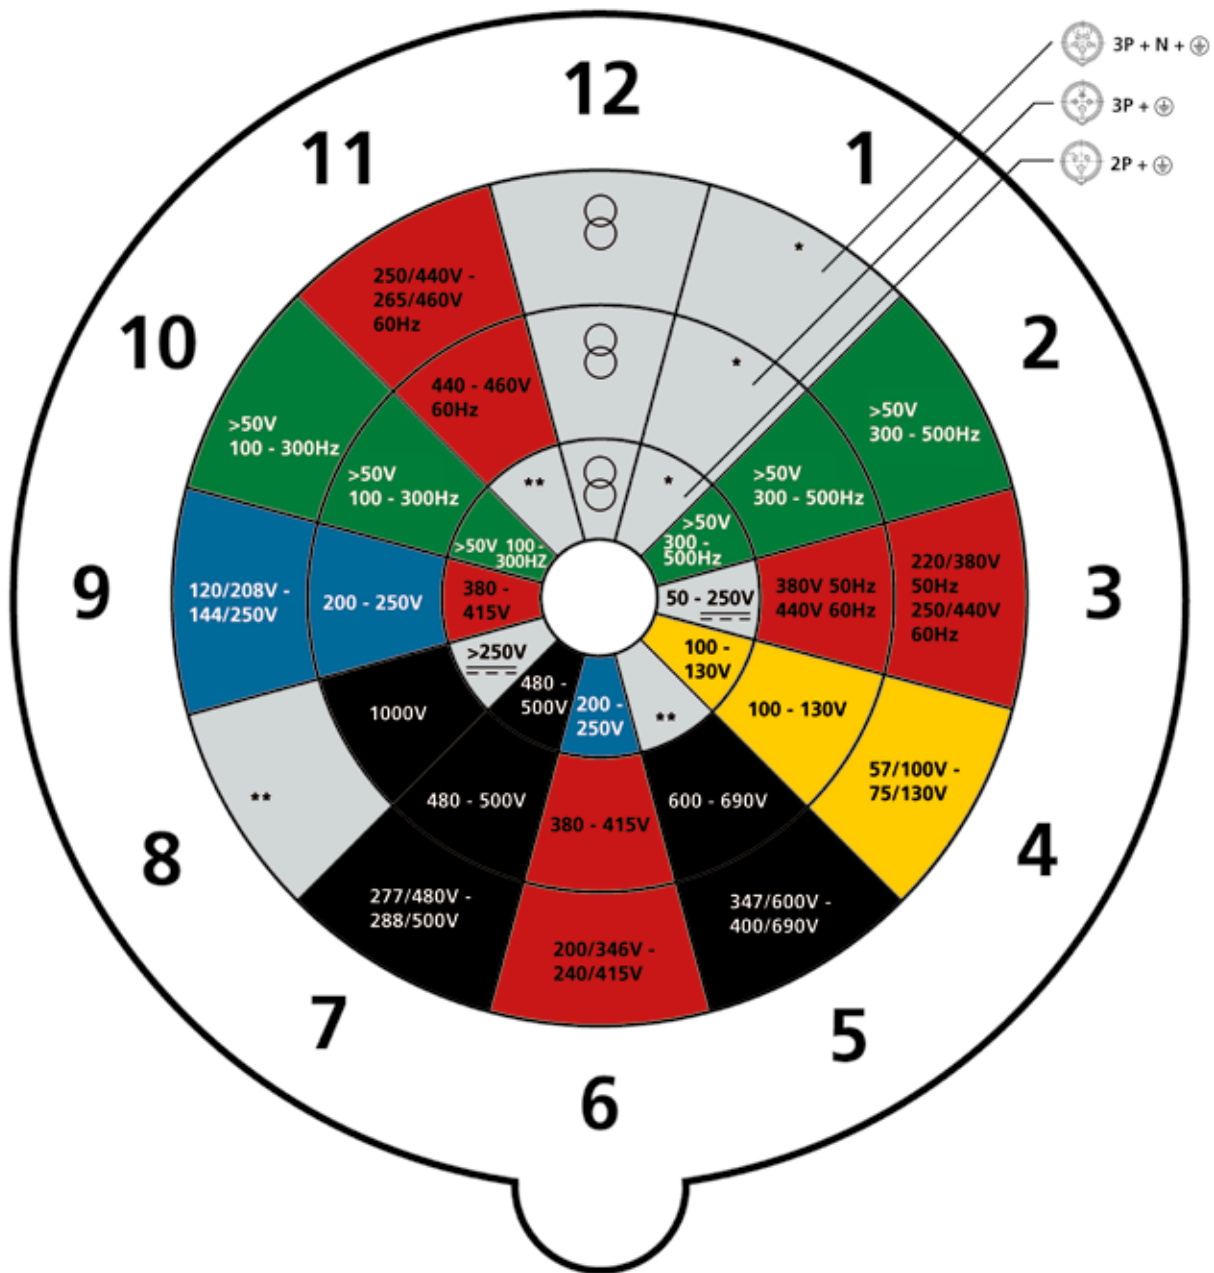 3P + N +
3P +
2P +
12
1
2
3
4
5
6
7
8
9
10
11
*
>50V
300 - 500Hz
220/380V
50Hz
250/440V
60Hz
57/100V -
75/130V
347/600V -
400/690V
200/346V -
240/415V
277/480V -
288/500V
**
120/208V -
144/250V
>50V
100 - 300Hz
250/440V -
265/460V
60Hz
*
>50V
300 - 500Hz
380V 50Hz
440V 60Hz
100 - 130V
600 - 690V
380 - 415V
480 - 500V
1000V
200 - 250V
>50V
100 - 300Hz
440 - 460V
60Hz
*
>50V
300 -
500Hz
50 - 250V
100 -
130V
**
200 -
250V
480 -
500V
>250V
380 -
415V
>50V 100 -
300HZ
**